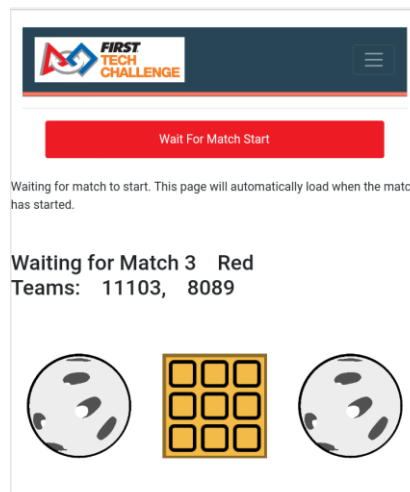 FIRST
TECH
CHALLENGE
Wait For Match Start
Waiting for match to start. This page will automatically load when the matc
has started.
Waiting for Match 3 Red
Teams: 11103, 8089